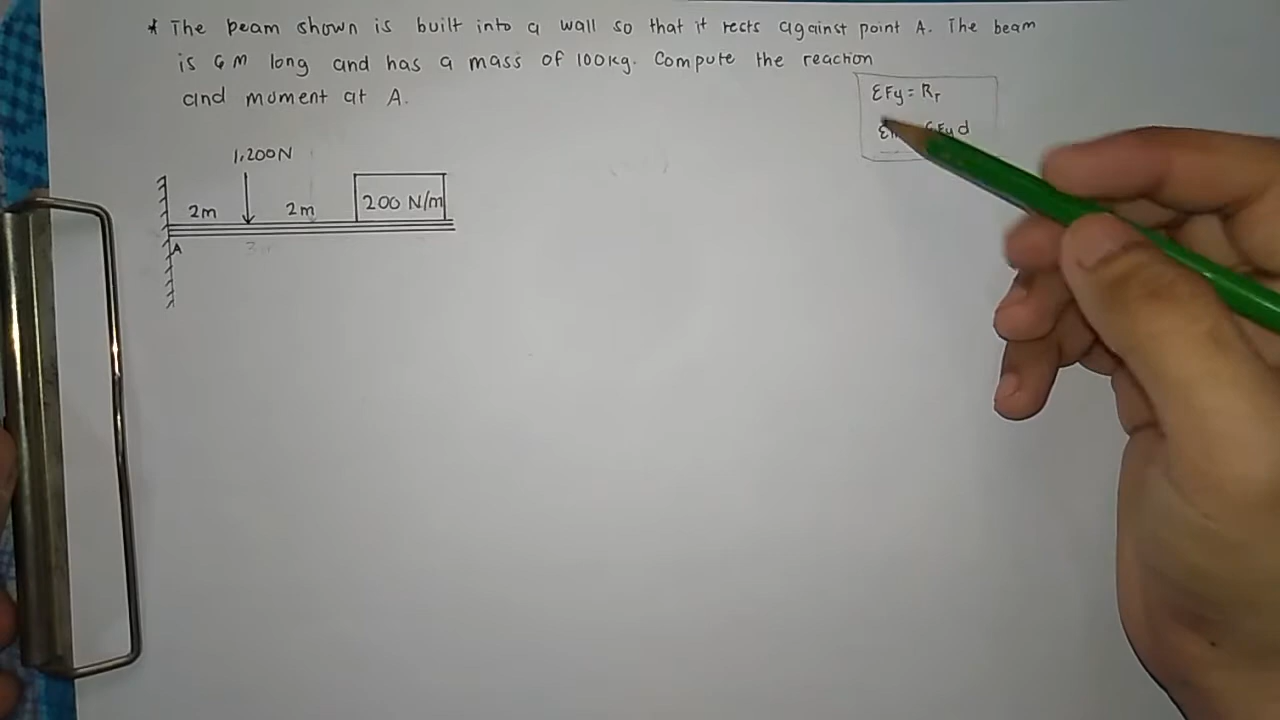 * The beam shown is built into a wall so that it rests against point A. The beam
is 6 m long and has a mass of 100kg. Compute the reaction
and moment at A.
ΣFy = Rr
Fyd
1,200N
2m
2m
200 N/m
A